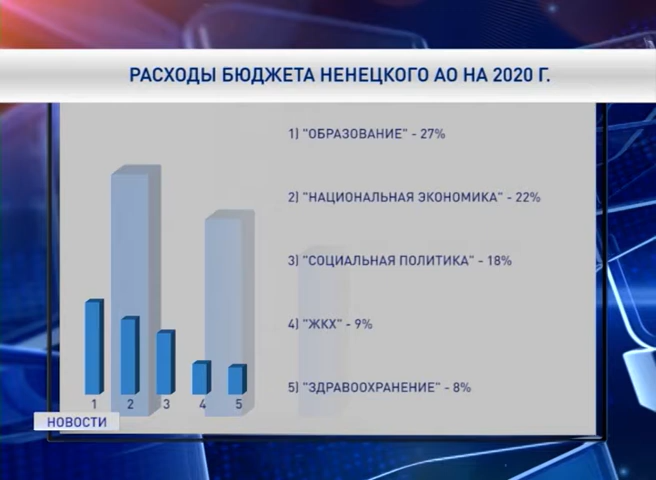 РАСХОДЫ БЮДЖЕТА НЕНЕЦКОГО АО НА 2020 Г.
1) "ОБРАЗОВАНИЕ" - 27%
2) "НАЦИОНАЛЬНАЯ ЭКОНОМИКА" - 22%
3) "СОЦИАЛЬНАЯ ПОЛИТИКА" - 18%
4) "ЖКХ" - 9%
5) "ЗДРАВООХРАНЕНИЕ" - 8%
1 2 3 4 5
НОВОСТИ